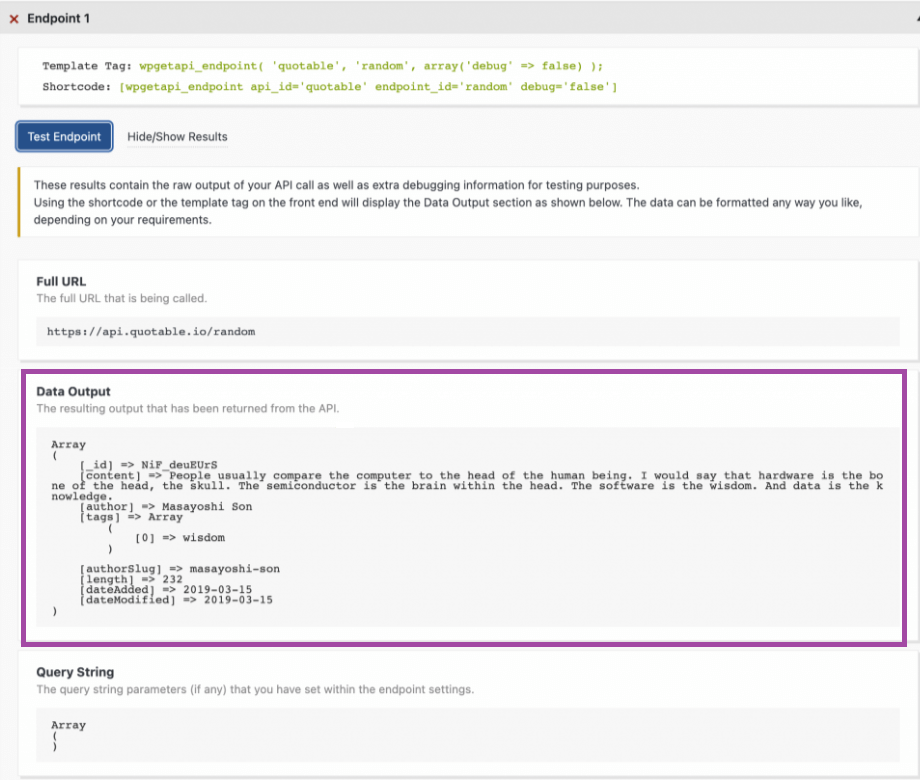 Endpoint 1
Template Tag: wpgetapi_endpoint( 'quotable', 'random', array('debug' => false) );
Shortcode: [wpgetapi_endpoint api_id='quotable' endpoint_id='random' debug='false']
Test Endpoint Hide/Show Results
These results contain the raw output of your API call as well as extra debugging information for testing purposes.
Using the shortcode or the template tag on the front end will display the Data Output section as shown below. The data can be formatted any way you like,
depending on your requirements.
Full URL
The full URL that is being called.
https://api.quotable.io/random
Data Output
The resulting output that has been returned from the API.
Array
(
[_id] => NiF_deuEUrS
[content] => People usually compare the computer to the head of the human being. I would say that hardware is the bo
ne of the head, the skull. The semiconductor is the brain within the head. The software is the wisdom. And data is the k
nowledge.
[author] => Masayoshi Son
[tags] => Array
(
[0] => wisdom
)
[authorSlug] => masayoshi-son
[length] => 232
[dateAdded] => 2019-03-15
[dateModified] => 2019-03-15
)
Query String
The query string parameters (if any) that you have set within the endpoint settings.
Array
(
)